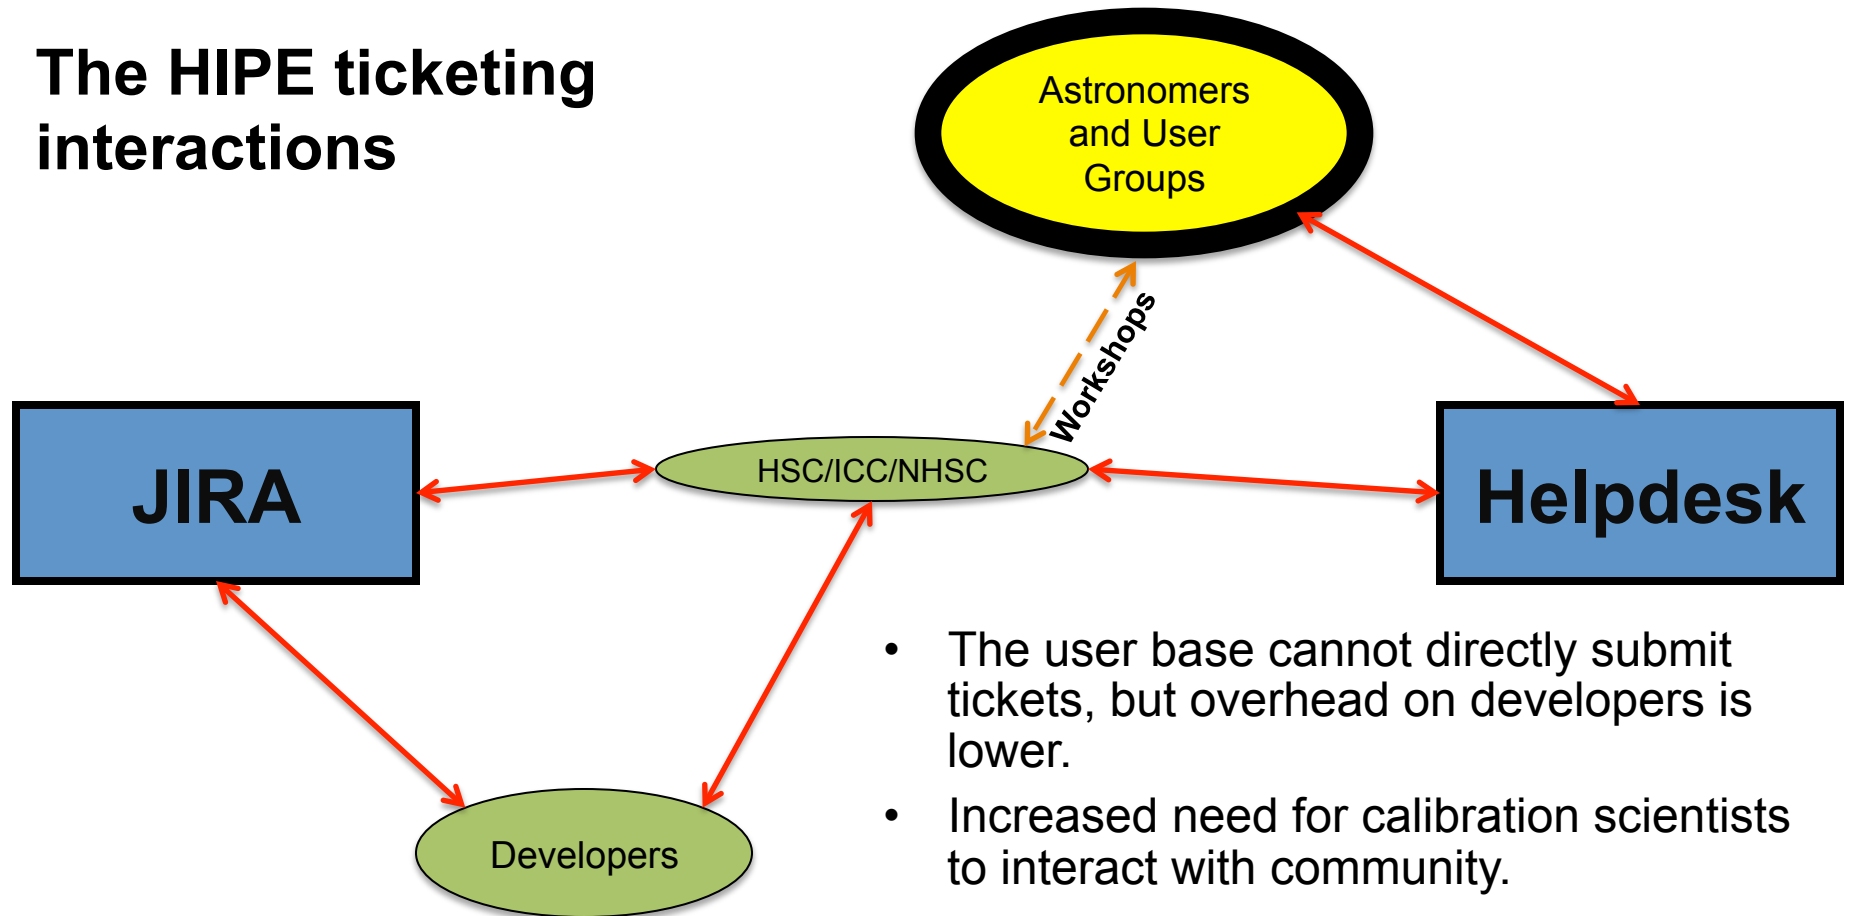 The HIPE ticketing
interactions
Astronomers
and User
Groups
Workshops
JIRA
HSC/ICC/NHSC
Helpdesk
Developers
• The user base cannot directly submit
tickets, but overhead on developers is
lower.
• Increased need for calibration scientists
to interact with community.